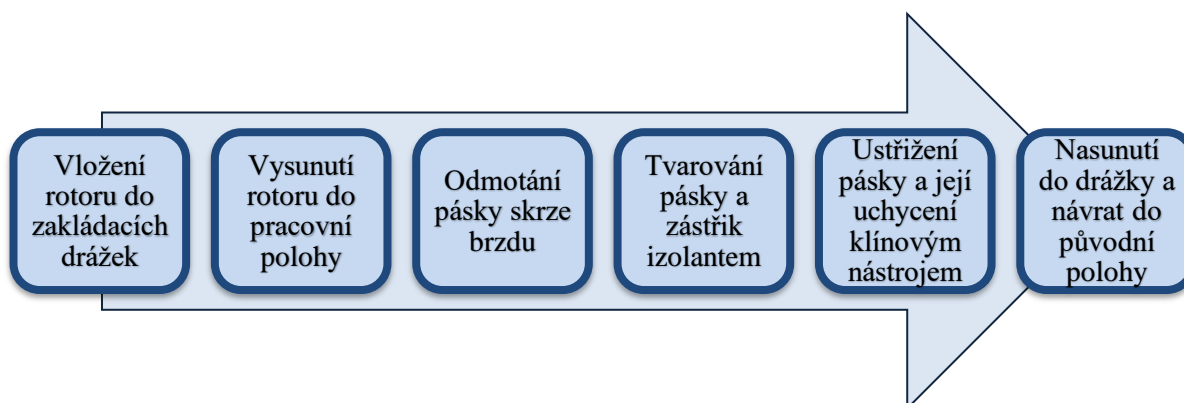 Vložení
rotoru do
zakládacích
drážek
Vysunutí
rotoru do
pracovní
polohy
Odmotání
pásky skrze
brzdu
Tvarování
pásky a
zástřik
izolantem
Ustřižení
pásky a její
uchycení
klínovým
nástrojem
Nasunutí
do drážky a
návrat do
původní
polohy